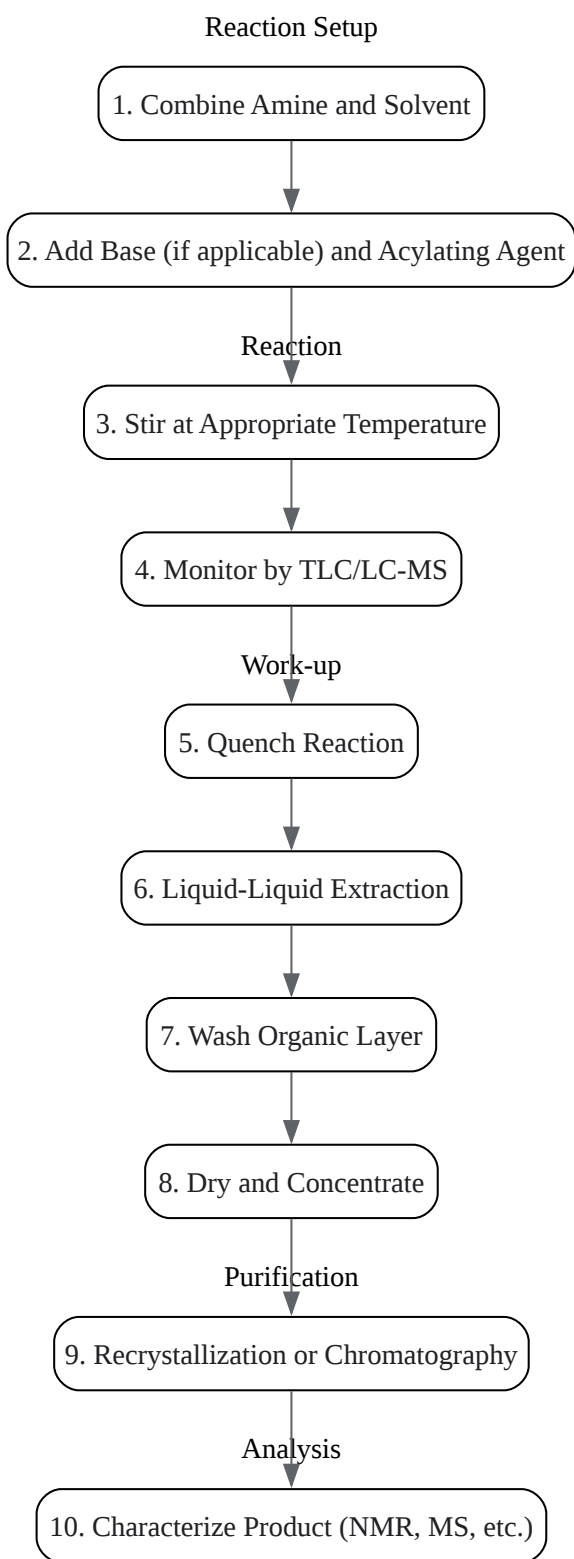 Reaction Setup
1. Combine Amine and Solvent
2. Add Base (if applicable) and Acylating Agent
Reaction
3. Stir at Appropriate Temperature
4. Monitor by TLC/LC-MS
Work-up
5. Quench Reaction
6. Liquid-Liquid Extraction
7. Wash Organic Layer
8. Dry and Concentrate
Purification
9. Recrystallization or Chromatography
Analysis
10. Characterize Product (NMR, MS, etc.)